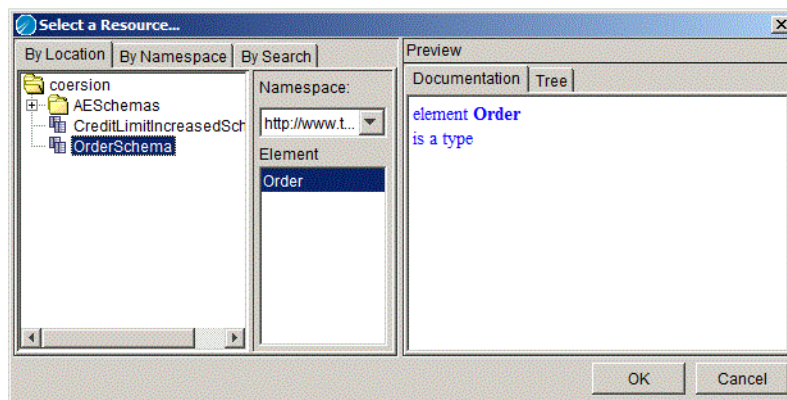 Select a Resource...
By Location By Namespace By Search
coersion
AESchemas
CreditLimitIncreasedSch
OrderSchema
Namespace:
http://www.t...
Element
Order
Preview
Documentation Tree
element Order
is a type
OK Cancel